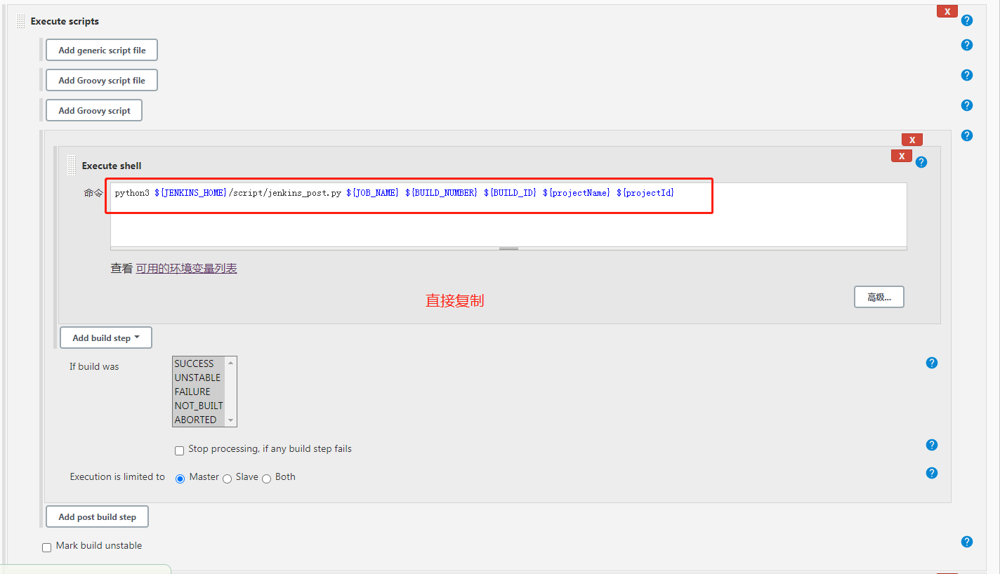 X
Execute scripts
?
Add generic script file
?
Add Groovy script file
?
Add Groovy script
?
?
X
X
Execute shell
?
命令
python3 ${JENKINS_HOME}/script/jenkins_post.py ${JOB_NAME} ${BUILD_NUMBER} ${BUILD_ID} ${projectName} ${projectId}
查看 可用的环境变量列表
直接复制
高级...
Add build step
If build was
SUCCESS
UNSTABLE
FAILURE
NOT_BUILT
ABORTED
?
Stop processing, if any build step fails
?
Execution is limited to Master Slave Both
?
Add post build step
Mark build unstable
?